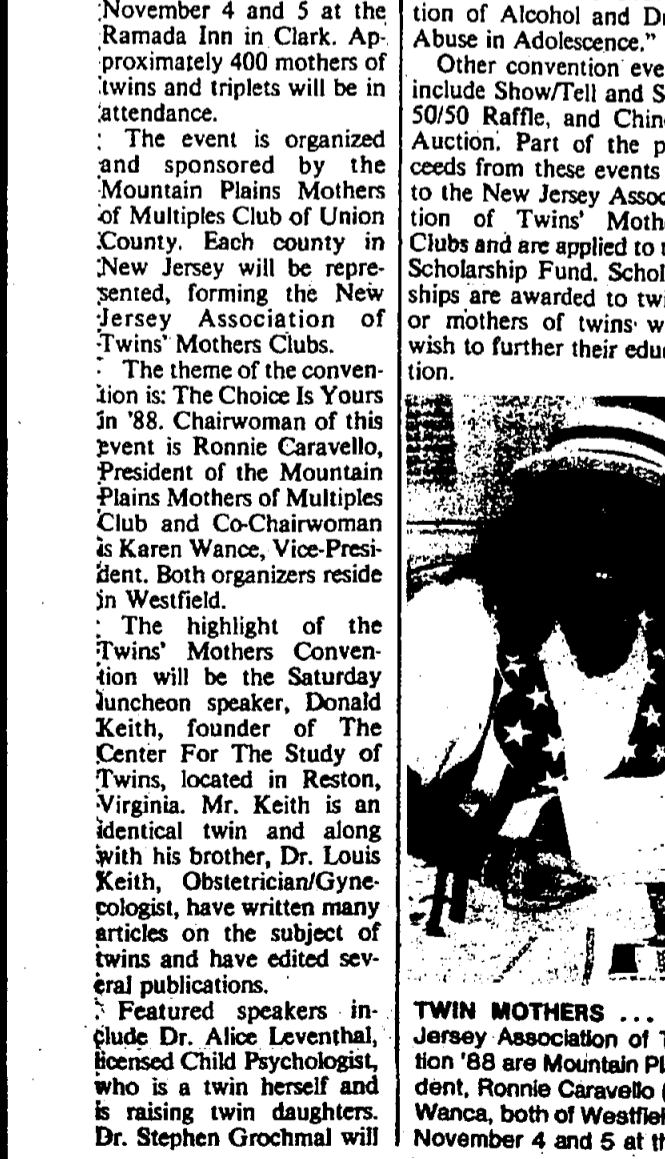 November 4 and 5 at the
Ramada Inn in Clark. Ap-
proximately 400 mothers of
twins and triplets will be in
attendance.
The event is organized
and sponsored by the
Mountain Plains Mothers
of Multiples Club of Union
County. Each county in
New Jersey will be repre-
sented, forming the New
Jersey Association of
Twins' Mothers Clubs.
The theme of the conven-
tion is: The Choice Is Yours
in '88. Chairwoman of this
event is Ronnie Caravello,
President of the Mountain
Plains Mothers of Multiples
Club and Co-Chairwoman
is Karen Wance, Vice-Presi-
dent. Both organizers reside
in Westfield.
The highlight of the
Twins' Mothers Conven-
tion will be the Saturday
luncheon speaker, Donald
Keith, founder of The
Center For The Study of
Twins, located in Reston,
Virginia. Mr. Keith is an
identical twin and along
with his brother, Dr. Louis
Keith, Obstetrician/Gyne-
cologist, have written many
articles on the subject of
twins and have edited sev-
eral publications.
Featured speakers in-
clude Dr. Alice Leventhal,
licensed Child Psychologist,
who is a twin herself and
is raising twin daughters.
Dr. Stephen Grochmal will
tion of Alcohol and D
Abuse in Adolescence."
Other convention eve
include Show/Tell and S
50/50 Raffle, and Chin
Auction. Part of the p
ceeds from these events
to the New Jersey Assoc
tion of Twins' Moth
Clubs and are applied to
Scholarship Fund. Schol
ships are awarded to twi
or mothers of twins w
wish to further their edu
tion.
TWIN MOTHERS ...
Jersey Association of
tion '88 are Mountain Pl
dent, Ronnie Caravello (
Wanca, both of Westfiel
November 4 and 5 at th